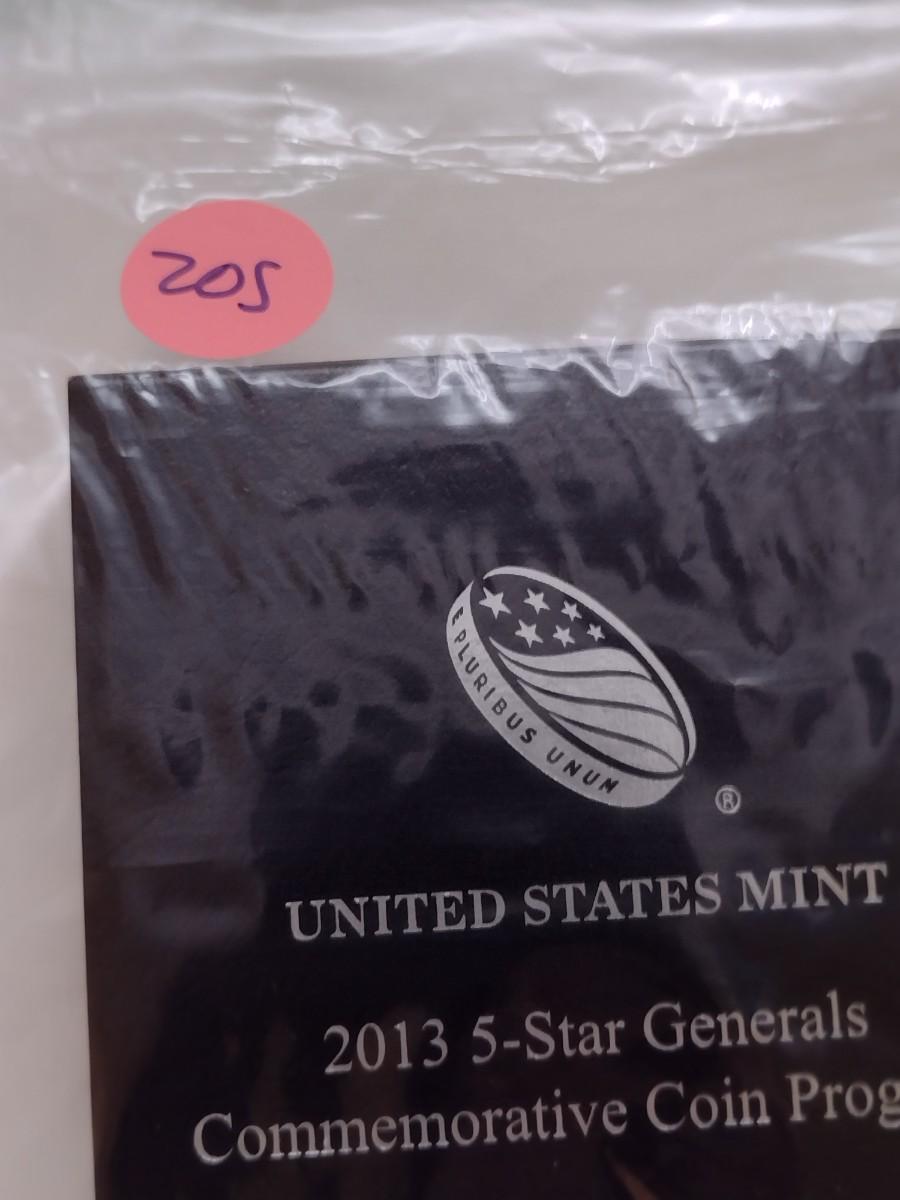 205
E PLURIBUS UNUM
®
UNITED STATES MINT
2013 5-Star Generals
Commemorative Coin Prog